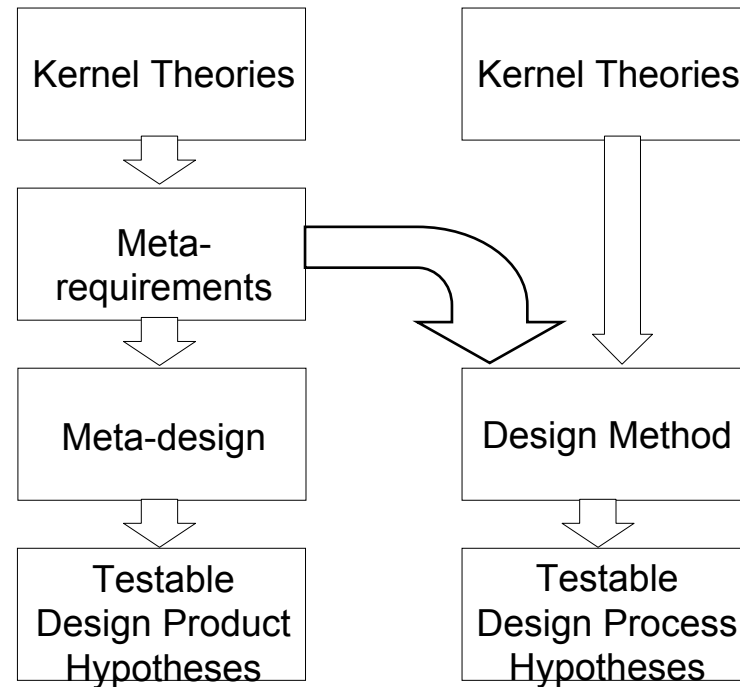 Kernel Theories
Meta-
requirements
Meta-design
Testable
Design Product
Hypotheses
Kernel Theories
Design Method
Testable
Design Process
Hypotheses